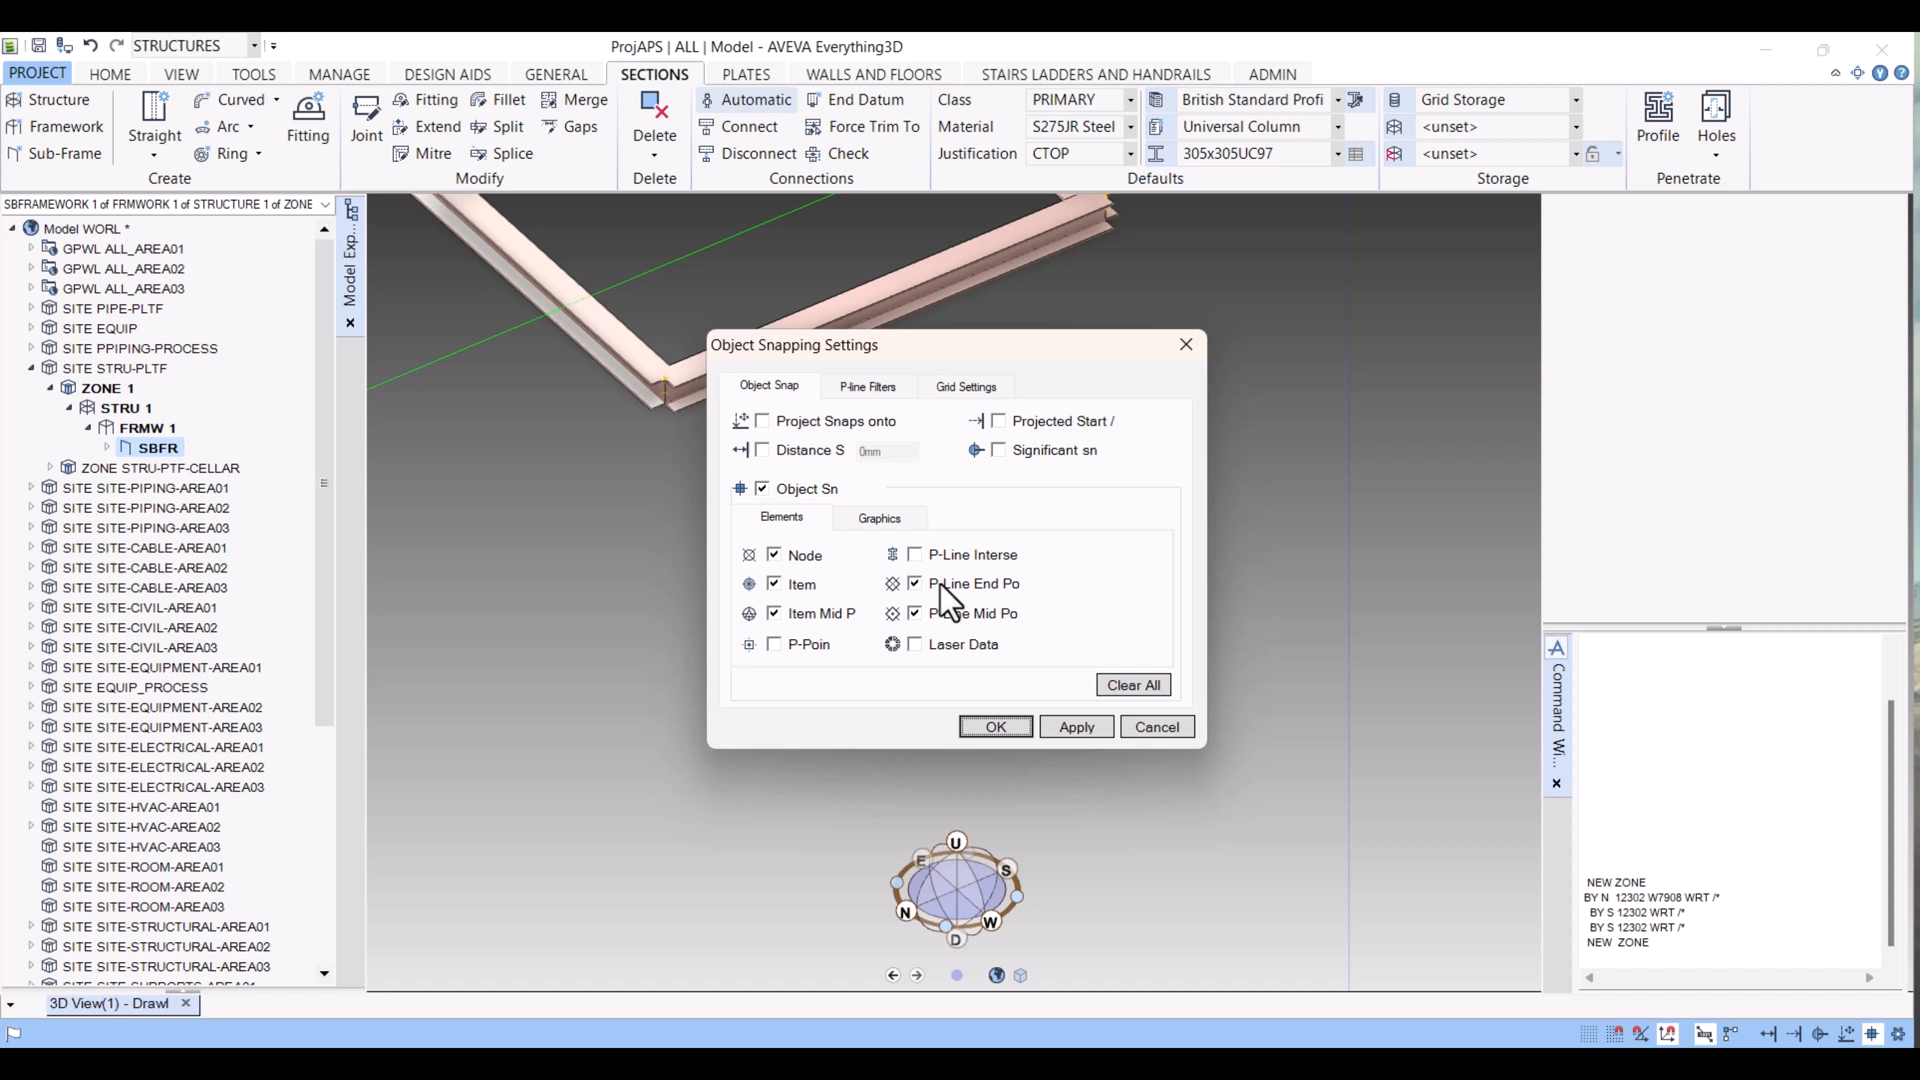 STRUCTURES
ProjAPS | ALL | Model - AVEVA Everything3D
PROJECT HOME VIEW TOOLS MANAGE DESIGN AIDS GENERAL SECTIONS PLATES WALLS AND FLOORS STAIRS LADDERS AND HANDRAILS ADMIN
Structure Curved Fitting Fillet Merge Automatic End Datum Class PRIMARY British Standard Profi Grid Storage
Framework Straight Arc Fitting Joint Extend Split Gaps Delete Connect Force Trim To Material S275JR Steel Universal Column <unset> Profile Holes
Sub-Frame Ring Mitre Splice Disconnect Check Justification CTOP 305x305UC97 <unset>
Create Modify Delete Connections Defaults Storage Penetrate
SBFRAMEWORK 1 of FRMWORK 1 of STRUCTURE 1 of ZONE
Model Exp...
Model WORL *
GPWL ALL_AREA01
GPWL ALL_AREA02
GPWL ALL_AREA03
SITE PIPE-PLTF
SITE EQUIP
SITE PPIPING-PROCESS
SITE STRU-PLTF
ZONE 1
STRU 1
FRMW 1
SBFR
ZONE STRU-PTF-CELLAR
SITE SITE-PIPING-AREA01
SITE SITE-PIPING-AREA02
SITE SITE-PIPING-AREA03
SITE SITE-CABLE-AREA01
SITE SITE-CABLE-AREA02
SITE SITE-CABLE-AREA03
SITE SITE-CIVIL-AREA01
SITE SITE-CIVIL-AREA02
SITE SITE-CIVIL-AREA03
SITE SITE-EQUIPMENT-AREA01
SITE EQUIP_PROCESS
SITE SITE-EQUIPMENT-AREA02
SITE SITE-EQUIPMENT-AREA03
SITE SITE-ELECTRICAL-AREA01
SITE SITE-ELECTRICAL-AREA02
SITE SITE-ELECTRICAL-AREA03
SITE SITE-HVAC-AREA01
SITE SITE-HVAC-AREA02
SITE SITE-HVAC-AREA03
SITE SITE-ROOM-AREA01
SITE SITE-ROOM-AREA02
SITE SITE-ROOM-AREA03
SITE SITE-STRUCTURAL-AREA01
SITE SITE-STRUCTURAL-AREA02
SITE SITE-STRUCTURAL-AREA03
Object Snapping Settings
Object Snap P-line Filters Grid Settings
Project Snaps onto Projected Start /
Distance S 0mm Significant sn
Object Sn
Elements Graphics
Node P-Line Interse
Item P-Line End Po
Item Mid P P-Line Mid Po
P-Poin Laser Data
Clear All
OK Apply Cancel
U
E S
N W
D
Command Wi...
NEW ZONE
BY N 12302 W7908 WRT /*
BY S 12302 WRT /*
BY S 12302 WRT /*
NEW ZONE
3D View(1) - Drawl